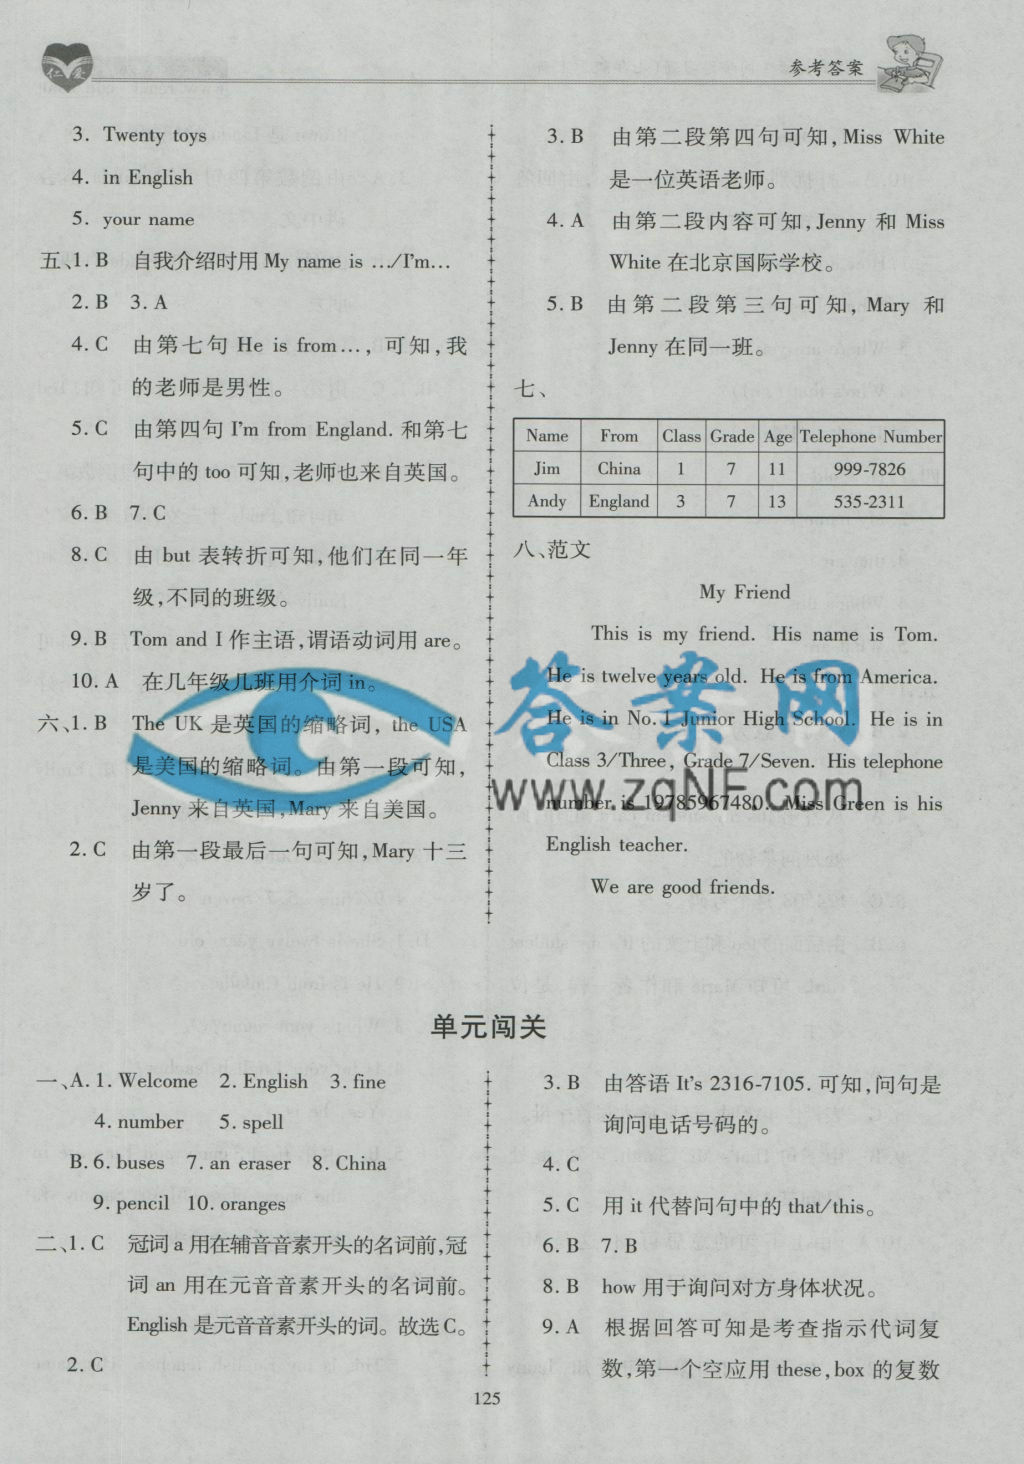 仁爱
参考答案
3. Twenty toys
4. in English
5. your name
五、1. B 自我介绍时用 My name is …/I'm…
2. B 3. A
4. C 由第七句 He is from…, 可知,我
的老师是男性。
5. C 由第四句 I'm from England. 和第七
句中的 too 可知,老师也来自英国。
6. B 7. C
8. C 由 but 表转折可知,他们在同一年
级,不同的班级。
9. B Tom and I 作主语,谓语动词用 are。
10. A 在几年级几班用介词 in。
六、1. B The UK 是英国的缩略词, the USA
是美国的缩略词。由第一段可知,
Jenny 来自英国,Mary 来自美国。
2. C 由第一段最后一句可知,Mary 十三
岁了。
3. B 由第二段第四句可知,Miss White
是一位英语老师。
4. A 由第二段内容可知,Jenny 和 Miss
White 在北京国际学校。
5. B 由第二段第三句可知, Mary 和
Jenny 在同一班。
七、
Name From Class Grade Age Telephone Number
Jim China 1 7 11 999-7826
Andy England 3 7 13 535-2311
八、范文
My Friend
This is my friend. His name is Tom.
He is twelve years old. He is from America.
He is in No. 1 Junior High School. He is in
Class 3/Three, Grade 7/Seven. His telephone
number is 19785967480. Miss Green is his
English teacher.
We are good friends.
答案网
www.zqnf.com
单元闯关
一、A. 1. Welcome 2. English 3. fine
4. number 5. spell
B. 6. buses 7. an eraser 8. China
9. pencil 10. oranges
二、1. C 冠词 a 用在辅音音素开头的名词前,冠
词 an 用在元音音素开头的名词前。
English 是元音音素开头的词。故选 C。
2. C
3. B 由答语 It's 2316-7105. 可知,问句是
询问电话号码的。
4. C
5. C 用 it 代替问句中的 that/this。
6. B 7. B
8. B how 用于询问对方身体状况。
9. A 根据回答可知是考查指示代词复
数,第一个空应用 these, box 的复数
125